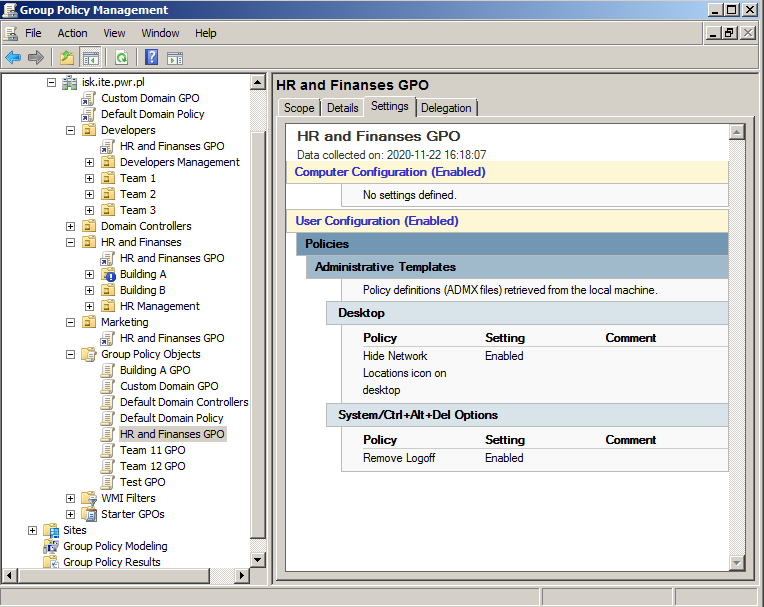 Group Policy Management
File Action View Window Help
isk.ite.pwr.pl
Custom Domain GPO
Default Domain Policy
Developers
HR and Finanses GPO
Developers Management
Team 1
Team 2
Team 3
Domain Controllers
HR and Finanses
HR and Finanses GPO
Building A
Building B
HR Management
Marketing
HR and Finanses GPO
Group Policy Objects
Building A GPO
Custom Domain GPO
Default Domain Controllers
Default Domain Policy
HR and Finanses GPO
Team 11 GPO
Team 12 GPO
Test GPO
WMI Filters
Starter GPOs
Sites
Group Policy Modeling
Group Policy Results
HR and Finanses GPO
Scope Details Settings Delegation
HR and Finanses GPO
Data collected on: 2020-11-22 16:18:07
Computer Configuration (Enabled)
No settings defined.
User Configuration (Enabled)
Policies
Administrative Templates
Policy definitions (ADMX files) retrieved from the local machine.
Desktop
Policy Setting Comment
Hide Network Enabled
Locations icon on
desktop
System/Ctrl+Alt+Del Options
Policy Setting Comment
Remove Logoff Enabled